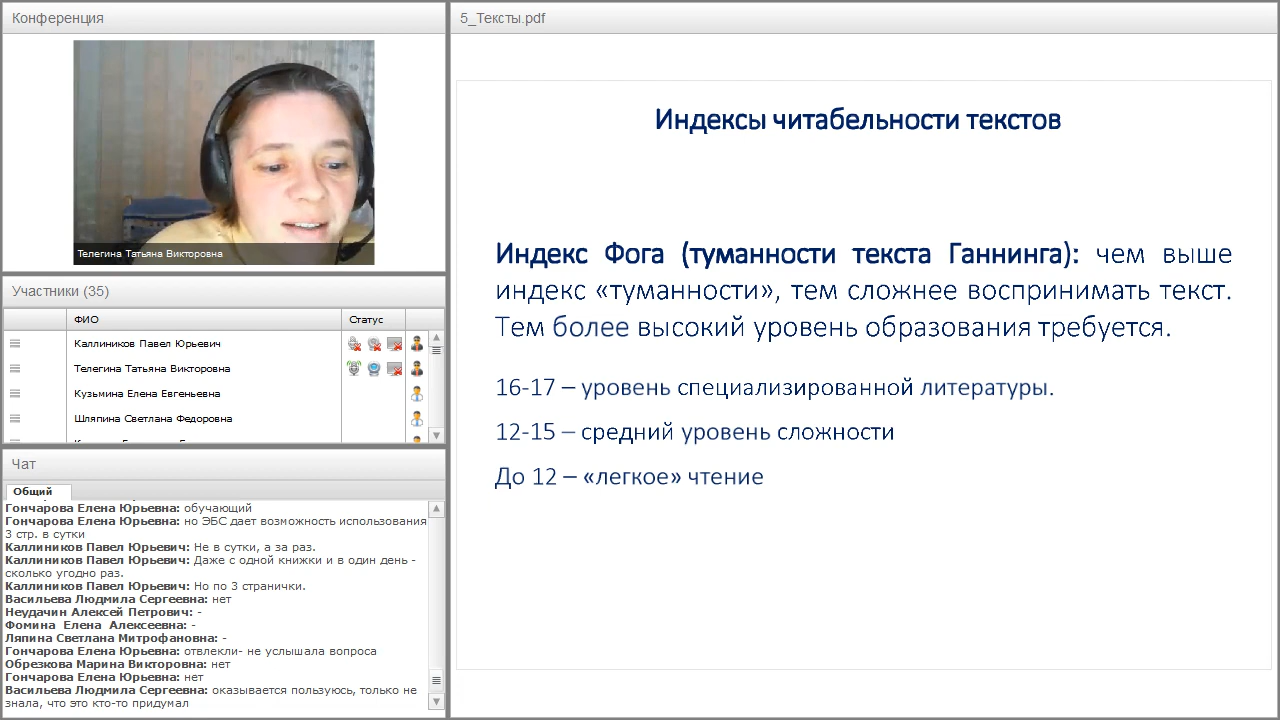 Конференция
Телегина Татьяна Викторовна
Участники (35)
ФИО Статус
Каллиников Павел Юрьевич
Телегина Татьяна Викторовна
Кузьмина Елена Евгеньевна
Шляпина Светлана Федоровна
Чат
Общий
Гончарова Елена Юрьевна: обучающий
Гончарова Елена Юрьевна: но ЭБС дает возможность использования
3 стр. в сутки
Каллиников Павел Юрьевич: Не в сутки, а за раз.
Каллиников Павел Юрьевич: Даже с одной книжки и в один день -
сколько угодно раз.
Каллиников Павел Юрьевич: Но по 3 странички.
Васильева Людмила Сергеевна: нет
Неудачин Алексей Петрович: -
Фомина Елена Алексеевна: -
Ляпина Светлана Митрофановна: -
Гончарова Елена Юрьевна: отвлекли- не услышала вопроса
Обрезкова Марина Викторовна: нет
Гончарова Елена Юрьевна: нет
Васильева Людмила Сергеевна: оказывается пользуюсь, только не
знала, что это кто-то придумал
5_Тексты.pdf
Индексы читабельности текстов
Индекс Фога (туманности текста Ганнинга): чем выше
индекс «туманности», тем сложнее воспринимать текст.
Тем более высокий уровень образования требуется.
16-17 – уровень специализированной литературы.
12-15 – средний уровень сложности
До 12 – «легкое» чтение